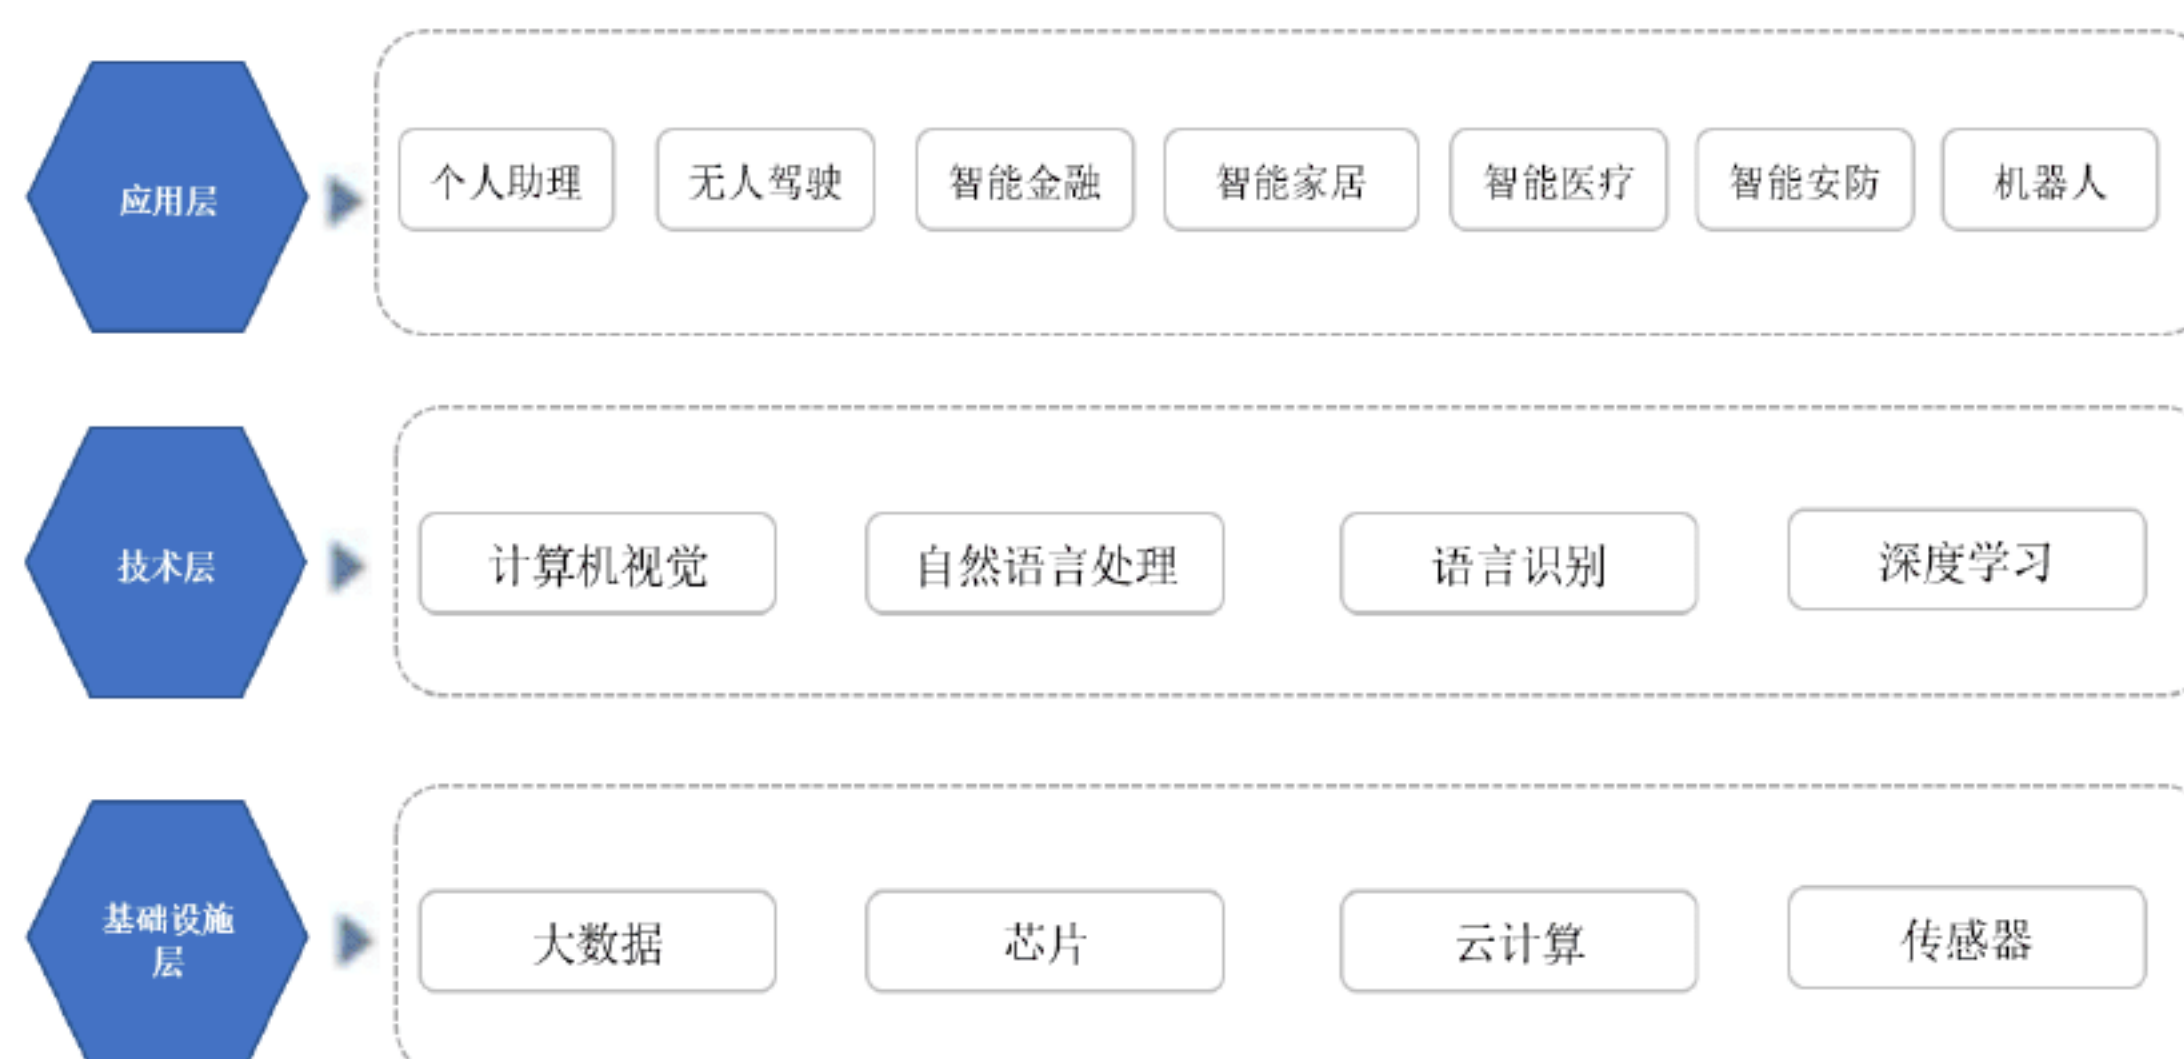 应用层
个人助理
无人驾驶
智能金融
智能家居
智能医疗
智能安防
机器人
技术层
计算机视觉
自然语言处理
语言识别
深度学习
基础设施
层
大数据
芯片
云计算
传感器